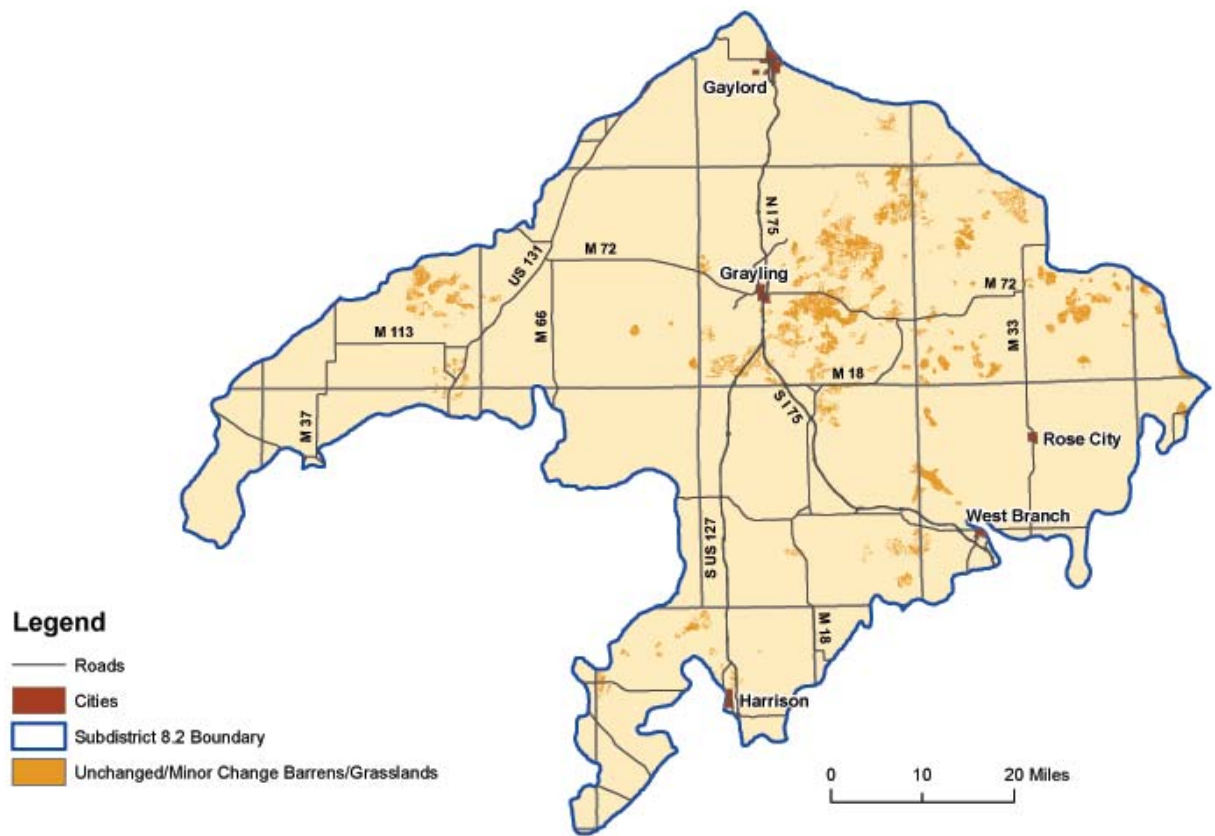 Gaylord
N I 75
US 131
M 72
Grayling
M 72
M 113
M 66
M 33
M 18
S I 75
M 37
Rose City
West Branch
S US 127
M 18
Harrison
Legend
Roads
Cities
Subdistrict 8.2 Boundary
Unchanged/Minor Change Barrens/Grasslands
0 10 20 Miles